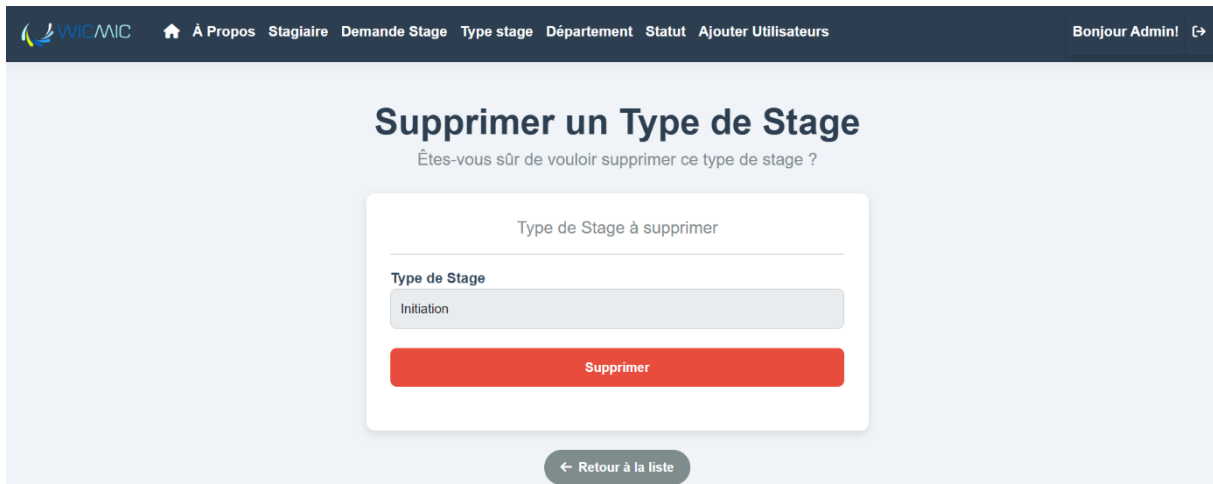 WICMIC À Propos Stagiaire Demande Stage Type stage Département Statut Ajouter Utilisateurs Bonjour Admin!
Supprimer un Type de Stage
Êtes-vous sûr de vouloir supprimer ce type de stage ?
Type de Stage à supprimer
Type de Stage
Initiation
Supprimer
← Retour à la liste